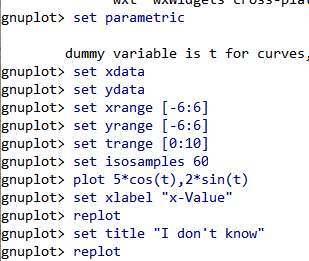 wxt wxWidgets cross-pla
gnuplot> set parametric
dummy variable is t for curves,
gnuplot> set xdata
gnuplot> set ydata
gnuplot> set xrange [-6:6]
gnuplot> set yrange [-6:6]
gnuplot> set trange [0:10]
gnuplot> set isosamples 60
gnuplot> plot 5*cos(t),2*sin(t)
gnuplot> set xlabel "x-Value"
gnuplot> replot
gnuplot> set title "I don't know"
gnuplot> replot